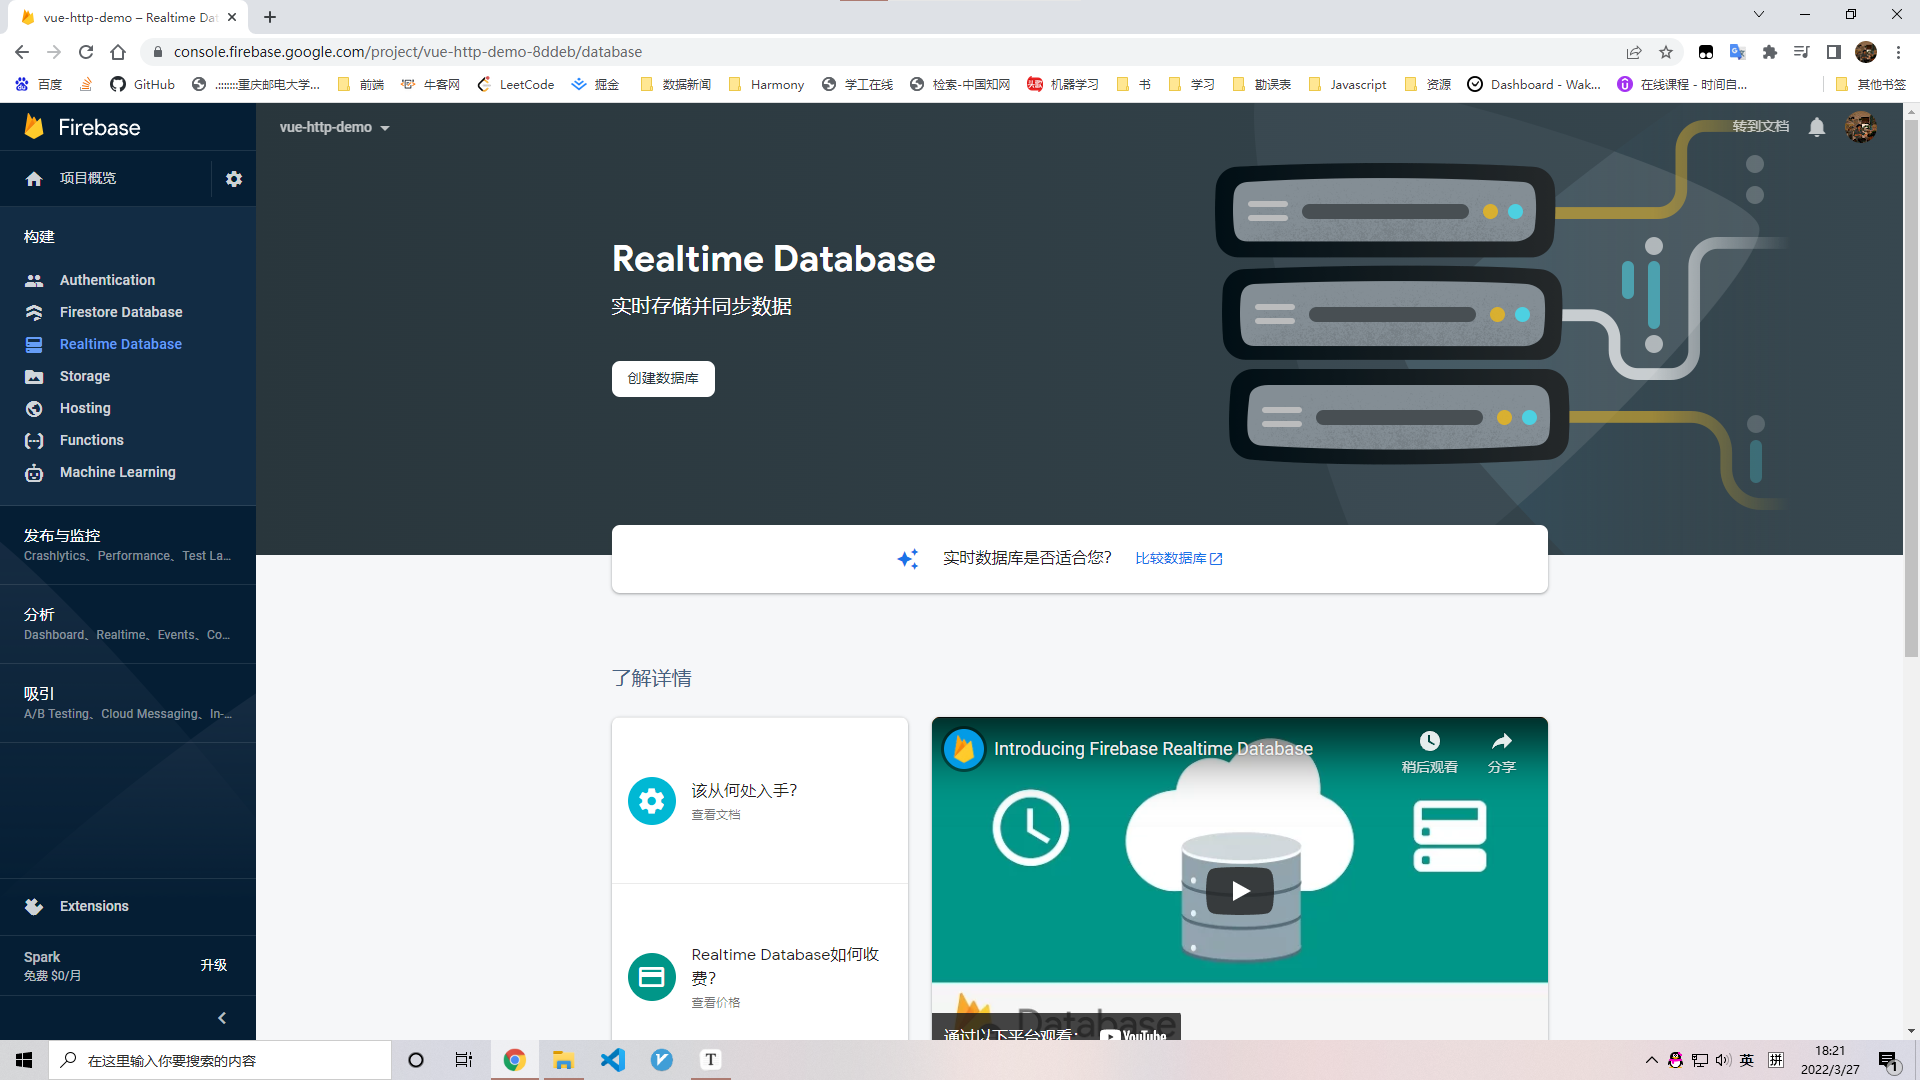 vue-http-demo – Realtime Dat
console.firebase.google.com/project/vue-http-demo-8ddeb/database
百度
GitHub
.:::::::重庆邮电大学...
前端
牛客网
LeetCode
掘金
数据新闻
Harmony
学工在线
检索-中国知网
机器学习
书
学习
勘误表
Javascript
资源
Dashboard - Wak...
在线课程 - 时间自...
其他书签
Firebase
vue-http-demo
转到文档
项目概览
构建
Authentication
Firestore Database
Realtime Database
Storage
Hosting
Functions
Machine Learning
发布与监控
Crashlytics、Performance、Test La...
分析
Dashboard、Realtime、Events、Co...
吸引
A/B Testing、Cloud Messaging、In-...
Extensions
Spark
免费 $0/月
升级
Realtime Database
实时存储并同步数据
创建数据库
实时数据库是否适合您?
比较数据库
了解详情
该从何处入手?
查看文档
Realtime Database如何收
费?
查看价格
Introducing Firebase Realtime Database
稍后观看
分享
Database
通过以下平台观看:
YouTube
在这里输入你要搜索的内容
T
英
拼
18:21
2022/3/27
1